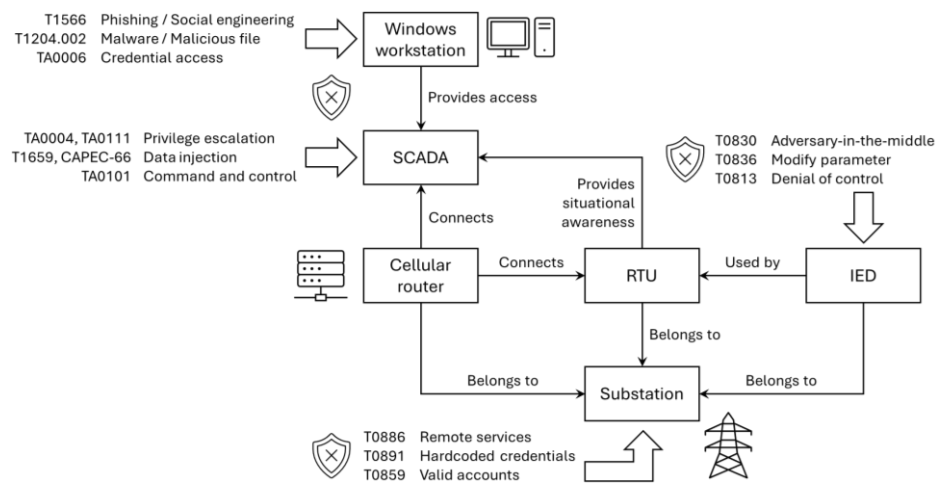 T1566 Phishing / Social engineering
T1204.002 Malware / Malicious file
TA0006 Credential access
Windows
workstation
Provides access
TA0004, TA0111 Privilege escalation
T1659, CAPEC-66 Data injection
TA0101 Command and control
SCADA
T0830 Adversary-in-the-middle
T0836 Modify parameter
T0813 Denial of control
Provides
situational
awareness
Connects
Cellular
router
Connects
RTU
Used by
IED
Belongs to
Belongs to
Substation
Belongs to
T0886 Remote services
T0891 Hardcoded credentials
T0859 Valid accounts